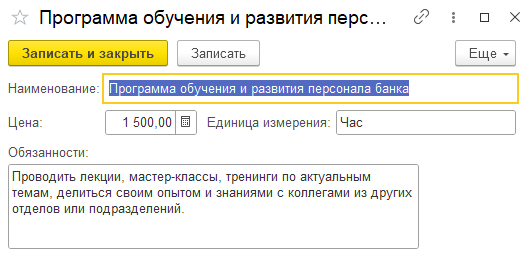 Программа обучения и развития перс...
Записать и закрыть Записать Еще
Наименование: Программа обучения и развития персонала банка
Цена: 1 500,00 Единица измерения: Час
Обязанности:
Проводить лекции, мастер-классы, тренинги по актуальным
темам, делиться своим опытом и знаниями с коллегами из других
отделов или подразделений.